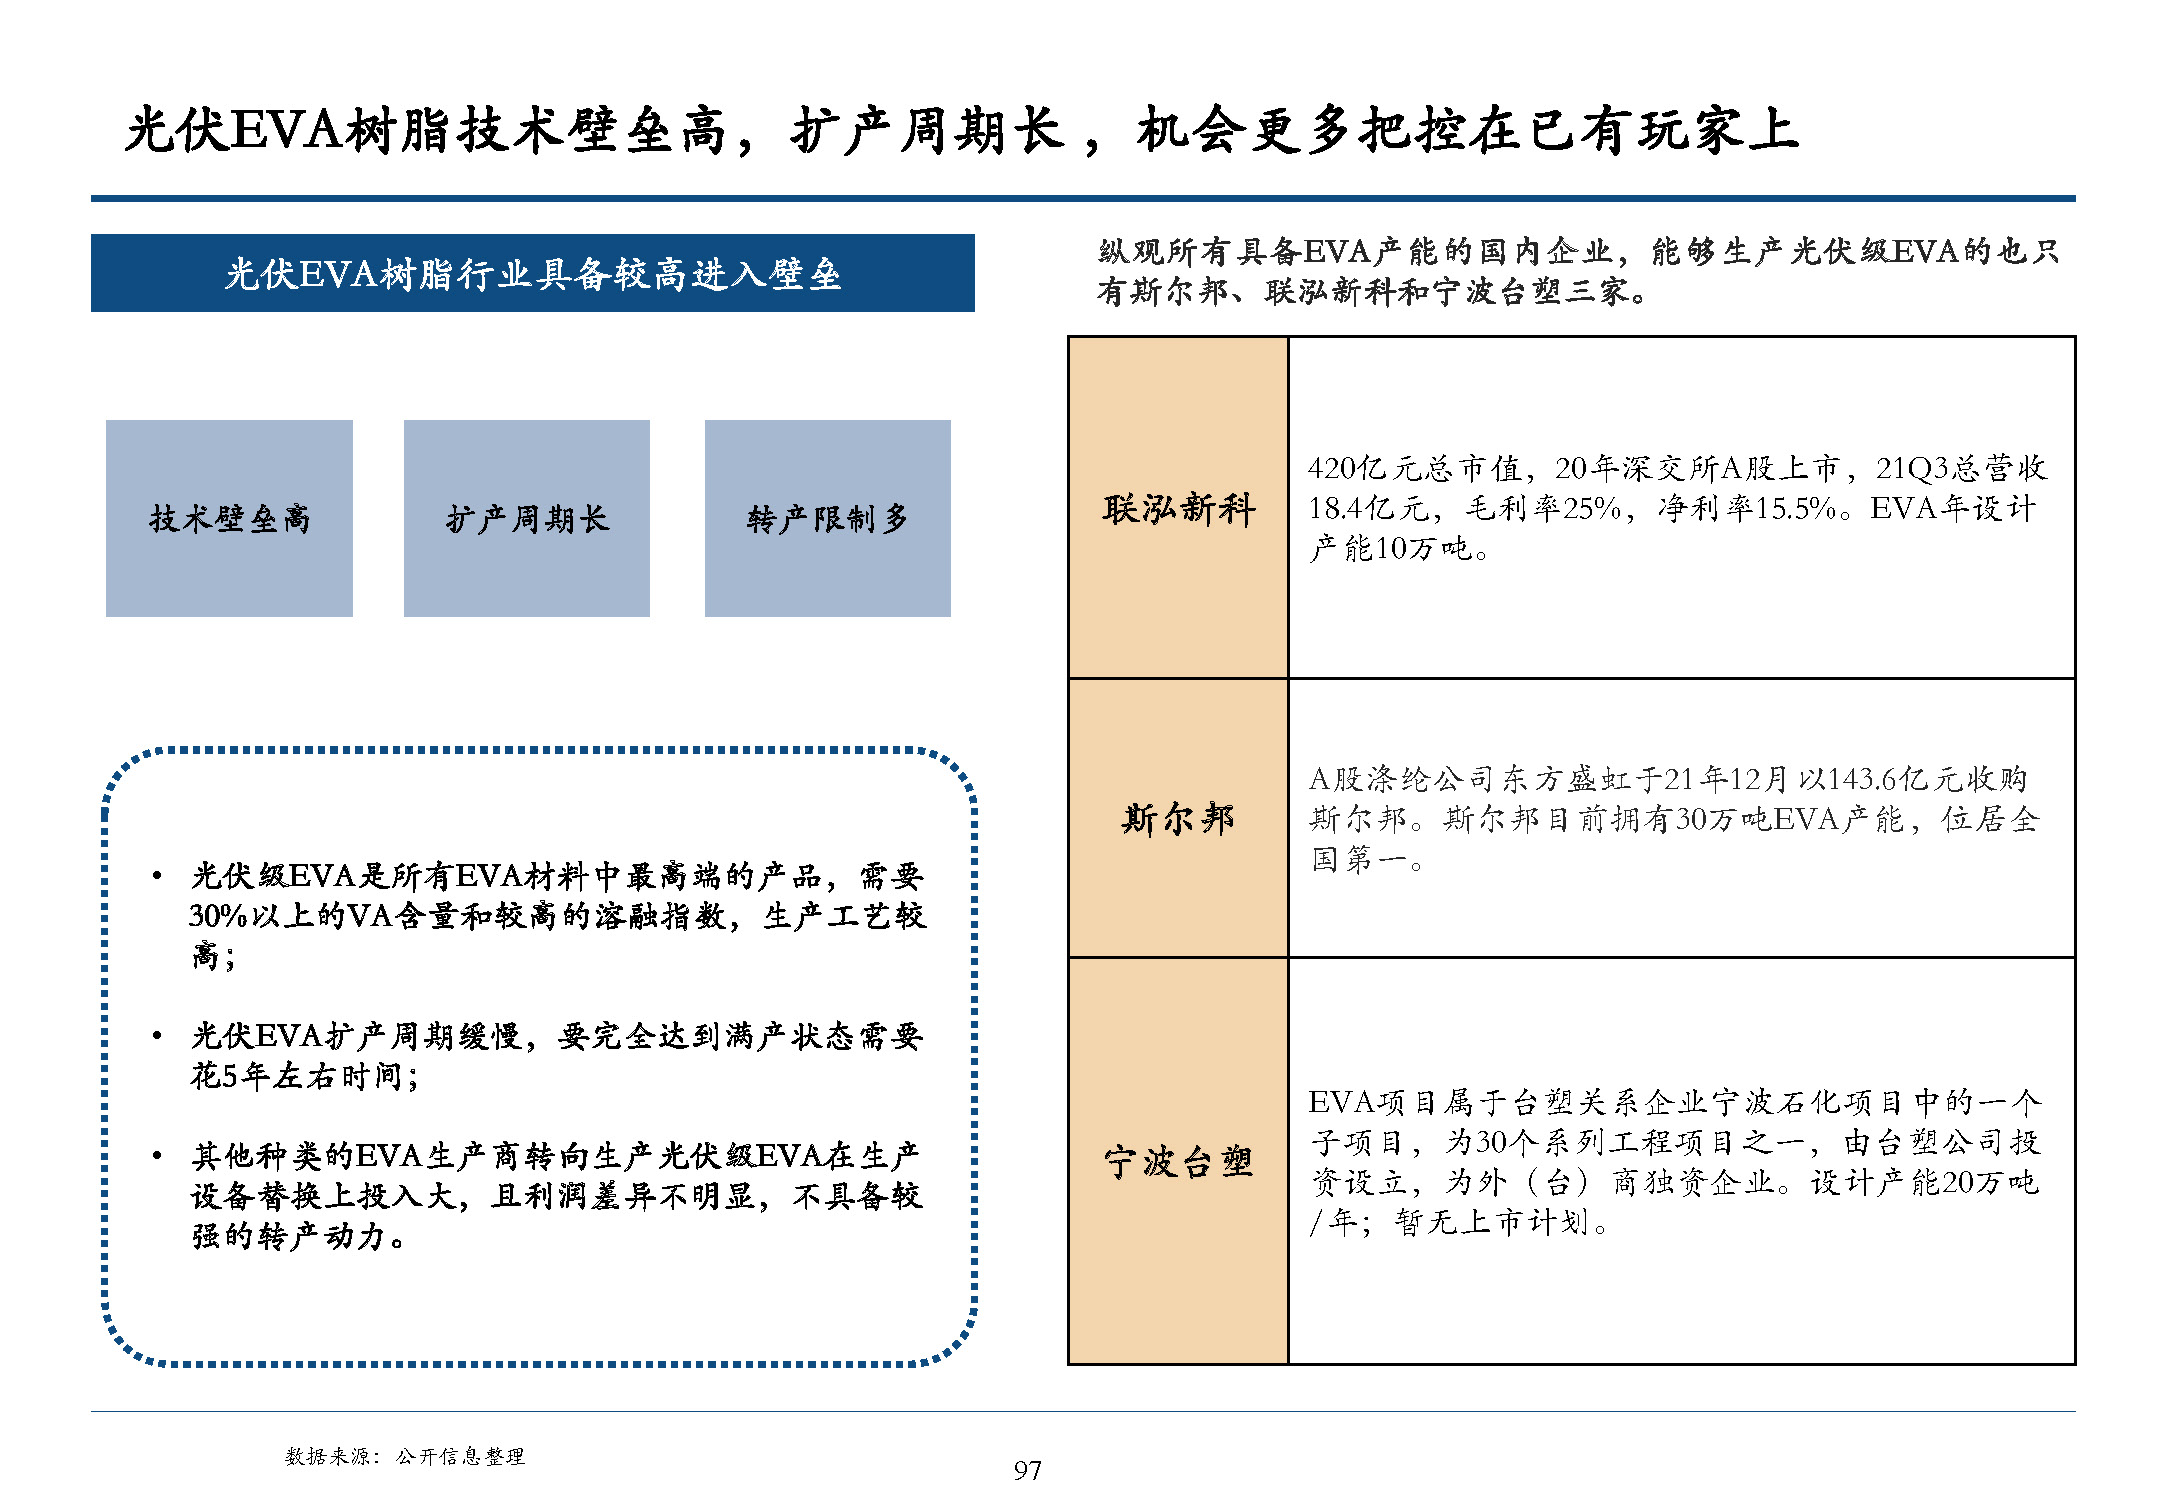 光伏EVA树脂技术壁垒高，扩产周期长，机会更多把控在已有玩家上
光伏EVA树脂行业具备较高进入壁垒
技术壁垒高
扩产周期长
转产限制多
• 光伏级EVA是所有EVA材料中最高端的产品，需要
30%以上的VA含量和较高的溶融指数，生产工艺较
高；
• 光伏EVA扩产周期缓慢，要完全达到满产状态需要
花5年左右时间；
• 其他种类的EVA生产商转向生产光伏级EVA在生产
设备替换上投入大，且利润差异不明显，不具备较
强的转产动力。
纵观所有具备EVA产能的国内企业，能够生产光伏级EVA的也只
有斯尔邦、联泓新科和宁波台塑三家。
联泓新科
420亿元总市值，20年深交所A股上市，21Q3总营收
18.4亿元，毛利率25%，净利率15.5%。EVA年设计
产能10万吨。
斯尔邦
A股涤纶公司东方盛虹于21年12月以143.6亿元收购
斯尔邦。斯尔邦目前拥有30万吨EVA产能，位居全
国第一。
宁波台塑
EVA项目属于台塑关系企业宁波石化项目中的一个
子项目，为30个系列工程项目之一，由台塑公司投
资设立，为外（台）商独资企业。设计产能20万吨
/年；暂无上市计划。
数据来源：公开信息整理
97